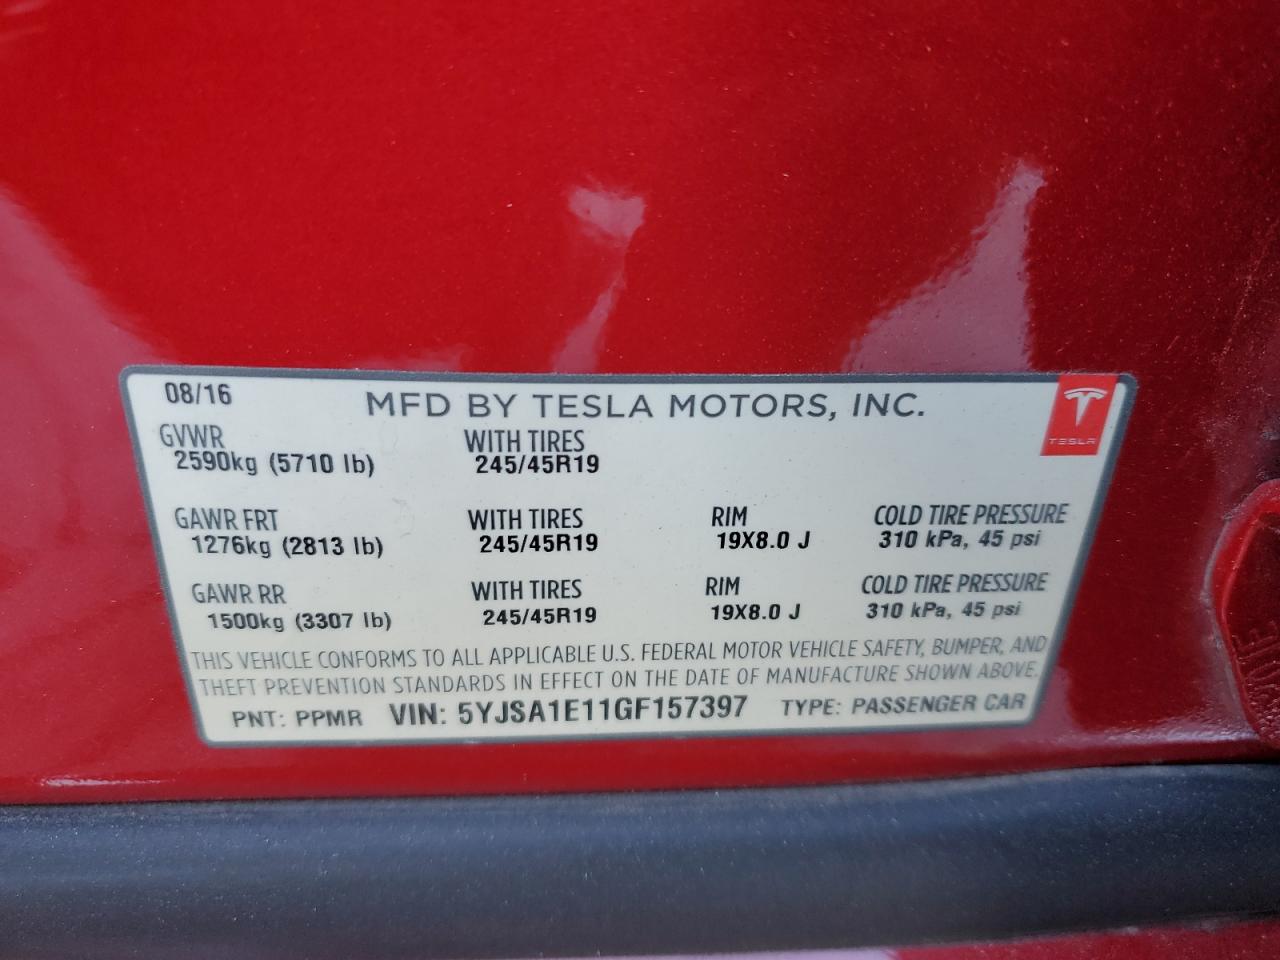 08/16 MFD BY TESLA MOTORS, INC.
TESLA
GVWR WITH TIRES
2590kg (5710 lb) 245/45R19
GAWR FRT WITH TIRES RIM COLD TIRE PRESSURE
1276kg (2813 lb) 245/45R19 19X8.0 J 310 kPa, 45 psi
GAWR RR WITH TIRES RIM COLD TIRE PRESSURE
1500kg (3307 lb) 245/45R19 19X8.0 J 310 kPa, 45 psi
THIS VEHICLE CONFORMS TO ALL APPLICABLE U.S. FEDERAL MOTOR VEHICLE SAFETY, BUMPER, AND
THEFT PREVENTION STANDARDS IN EFFECT ON THE DATE OF MANUFACTURE SHOWN ABOVE.
PNT: PPMR VIN: 5YJSA1E11GF157397 TYPE: PASSENGER CAR